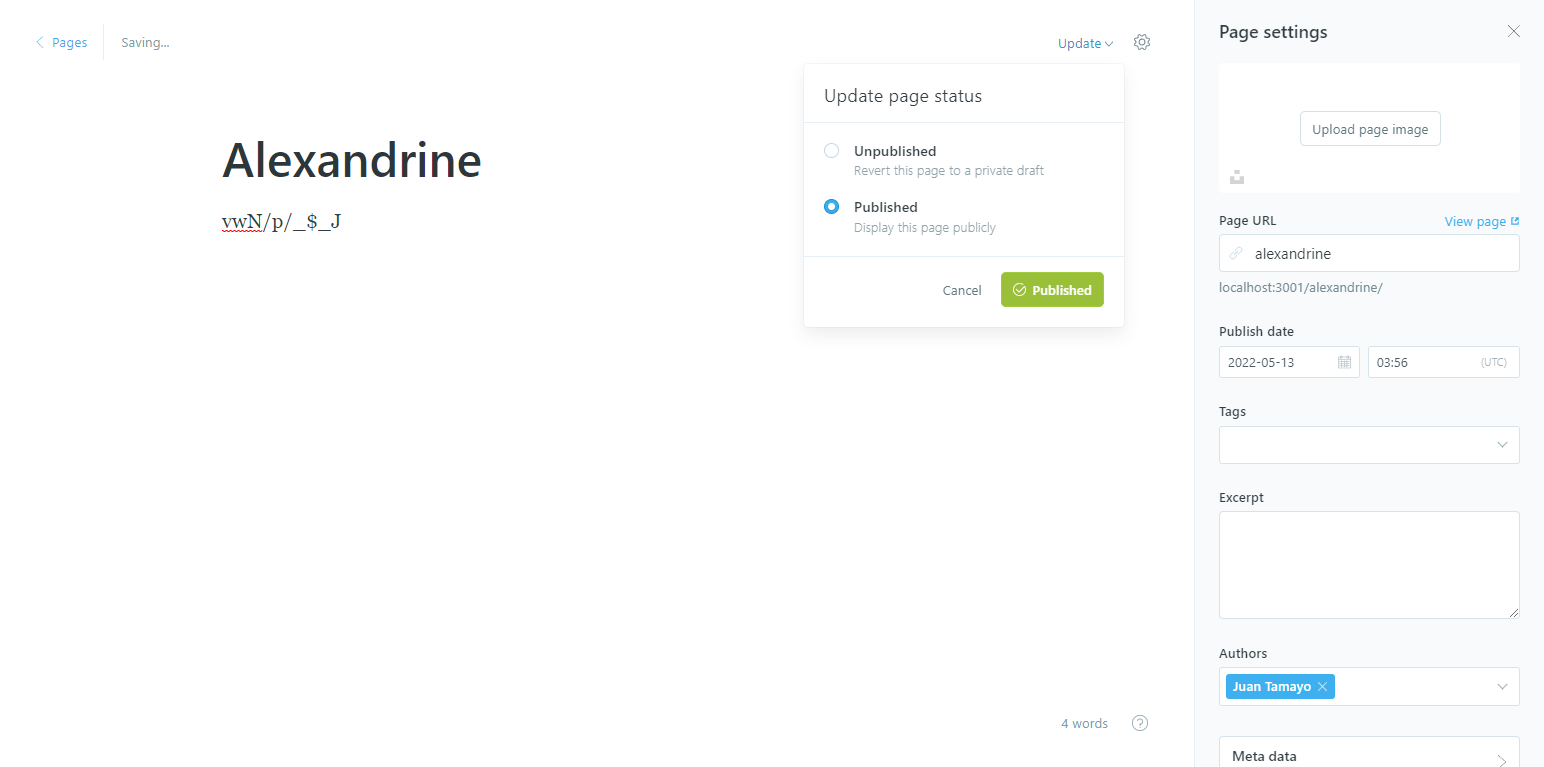 Pages
Saving...
Update
Update page status
Unpublished
Revert this page to a private draft
Published
Display this page publicly
Cancel
Published
Alexandrine
vwN/p/_$_J
4 words
Page settings
Upload page image
Page URL
View page
alexandrine
localhost:3001/alexandrine/
Publish date
2022-05-13
03:56
(UTC)
Tags
Excerpt
Authors
Juan Tamayo
Meta data